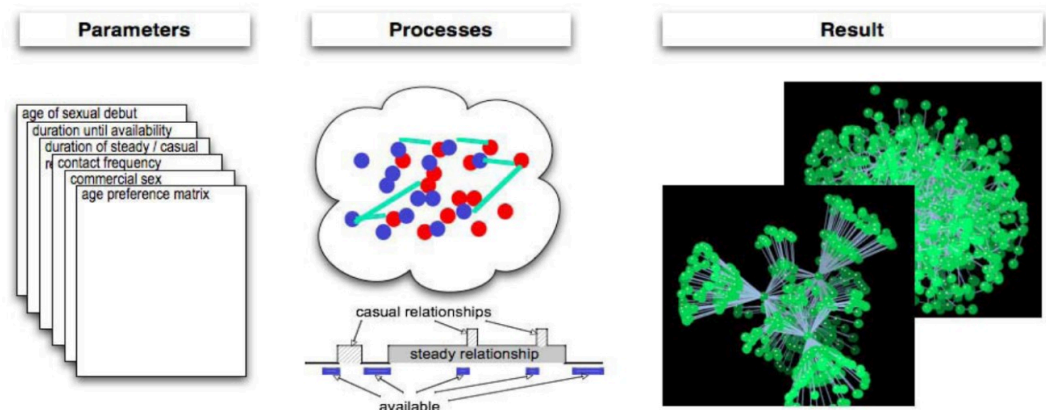 Parameters
Processes
Result
age of sexual debut
duration until availability
duration of steady / casual
contact frequency
commercial sex
age preference matrix
casual relationships
steady relationship
available